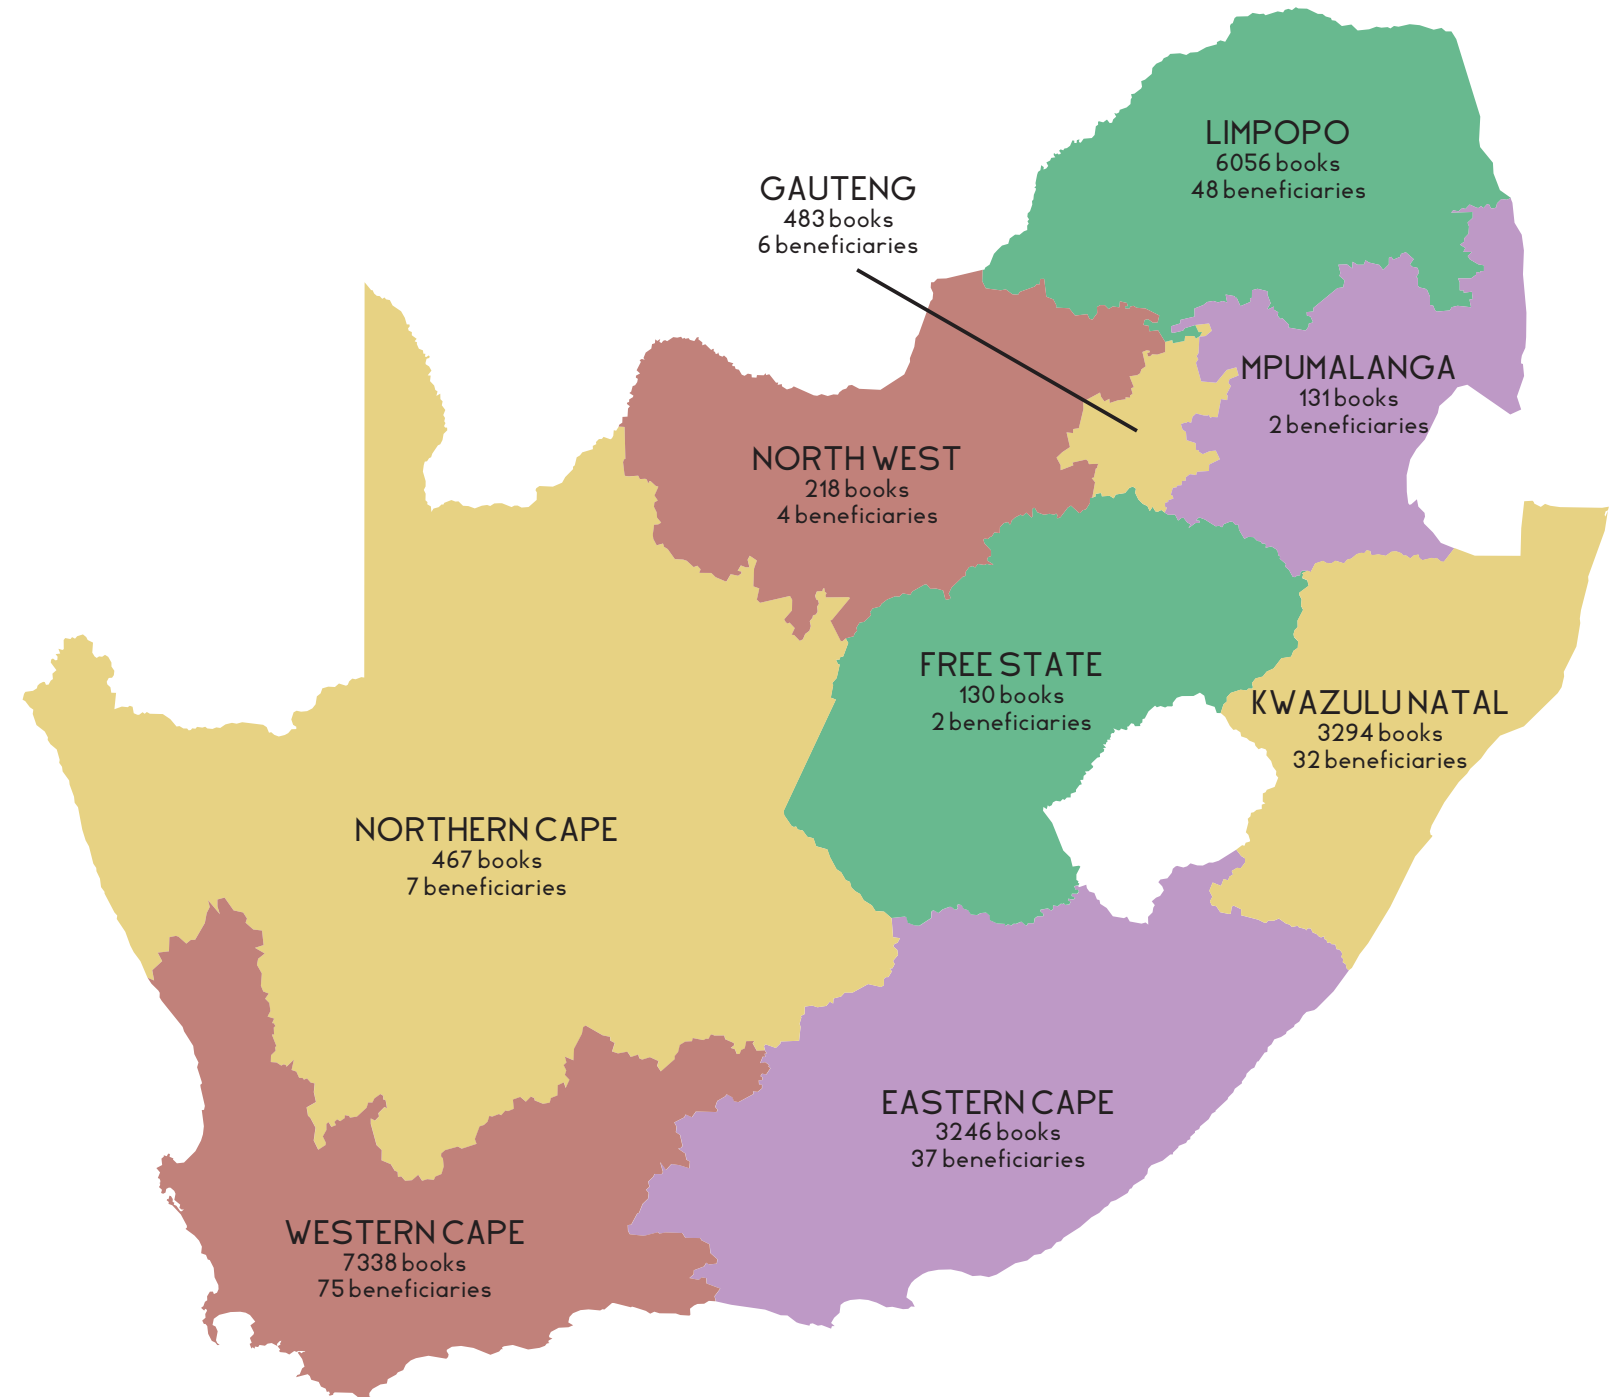 LIMPOPO
6056 books
48 beneficiaries
GAUTENG
483 books
6 beneficiaries
MPUMALANGA
131 books
2 beneficiaries
NORTH WEST
218 books
4 beneficiaries
FREE STATE
130 books
2 beneficiaries
KWAZULU NATAL
3294 books
32 beneficiaries
NORTHERN CAPE
467 books
7 beneficiaries
EASTERN CAPE
3246 books
37 beneficiaries
WESTERN CAPE
7338 books
75 beneficiaries